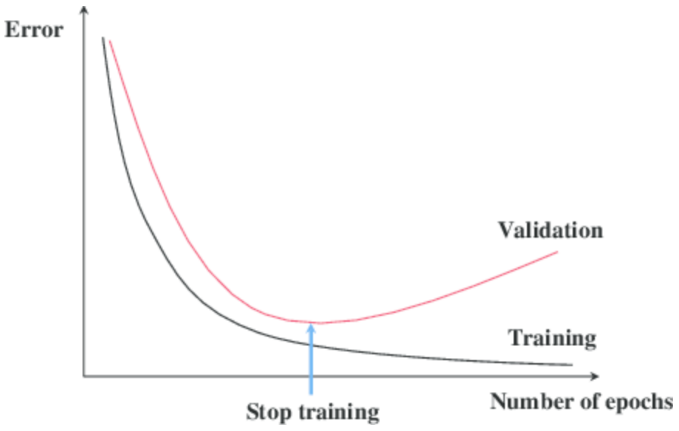 Error
Validation
Training
Number of epochs
Stop training